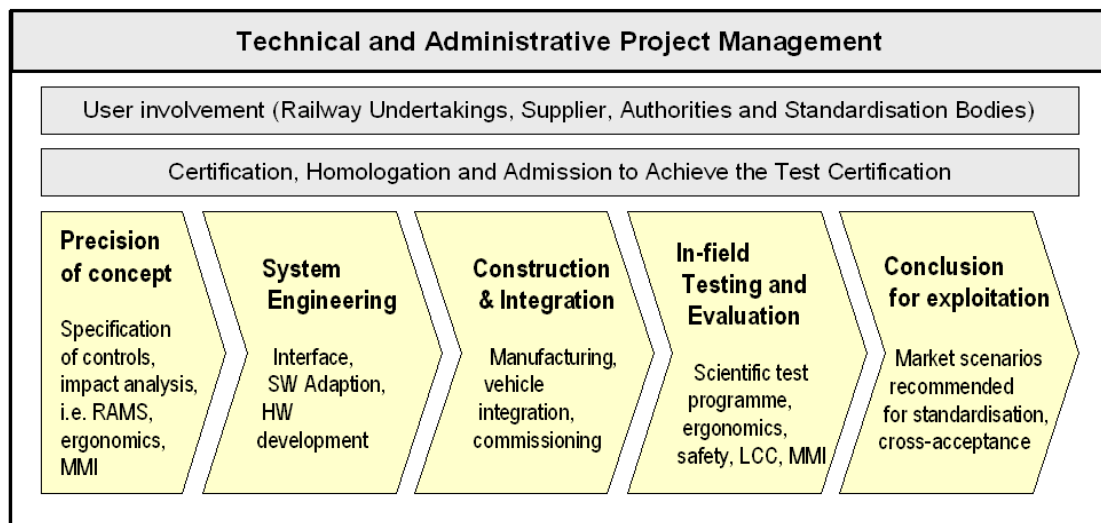 Technical and Administrative Project Management
User involvement (Railway Undertakings, Supplier, Authorities and Standardisation Bodies)
Certification, Homologation and Admission to Achieve the Test Certification
Precision
of concept
Specification
of controls,
impact analysis,
i.e. RAMS,
ergonomics,
MMI
System
Engineering
Interface,
SW Adaption,
HW
development
Construction
& Integration
Manufacturing,
vehicle
integration,
commissioning
In-field
Testing and
Evaluation
Scientific test
programme,
ergonomics,
safety, LCC, MMI
Conclusion
for exploitation
Market scenarios
recommended
for standardisation,
cross-acceptance